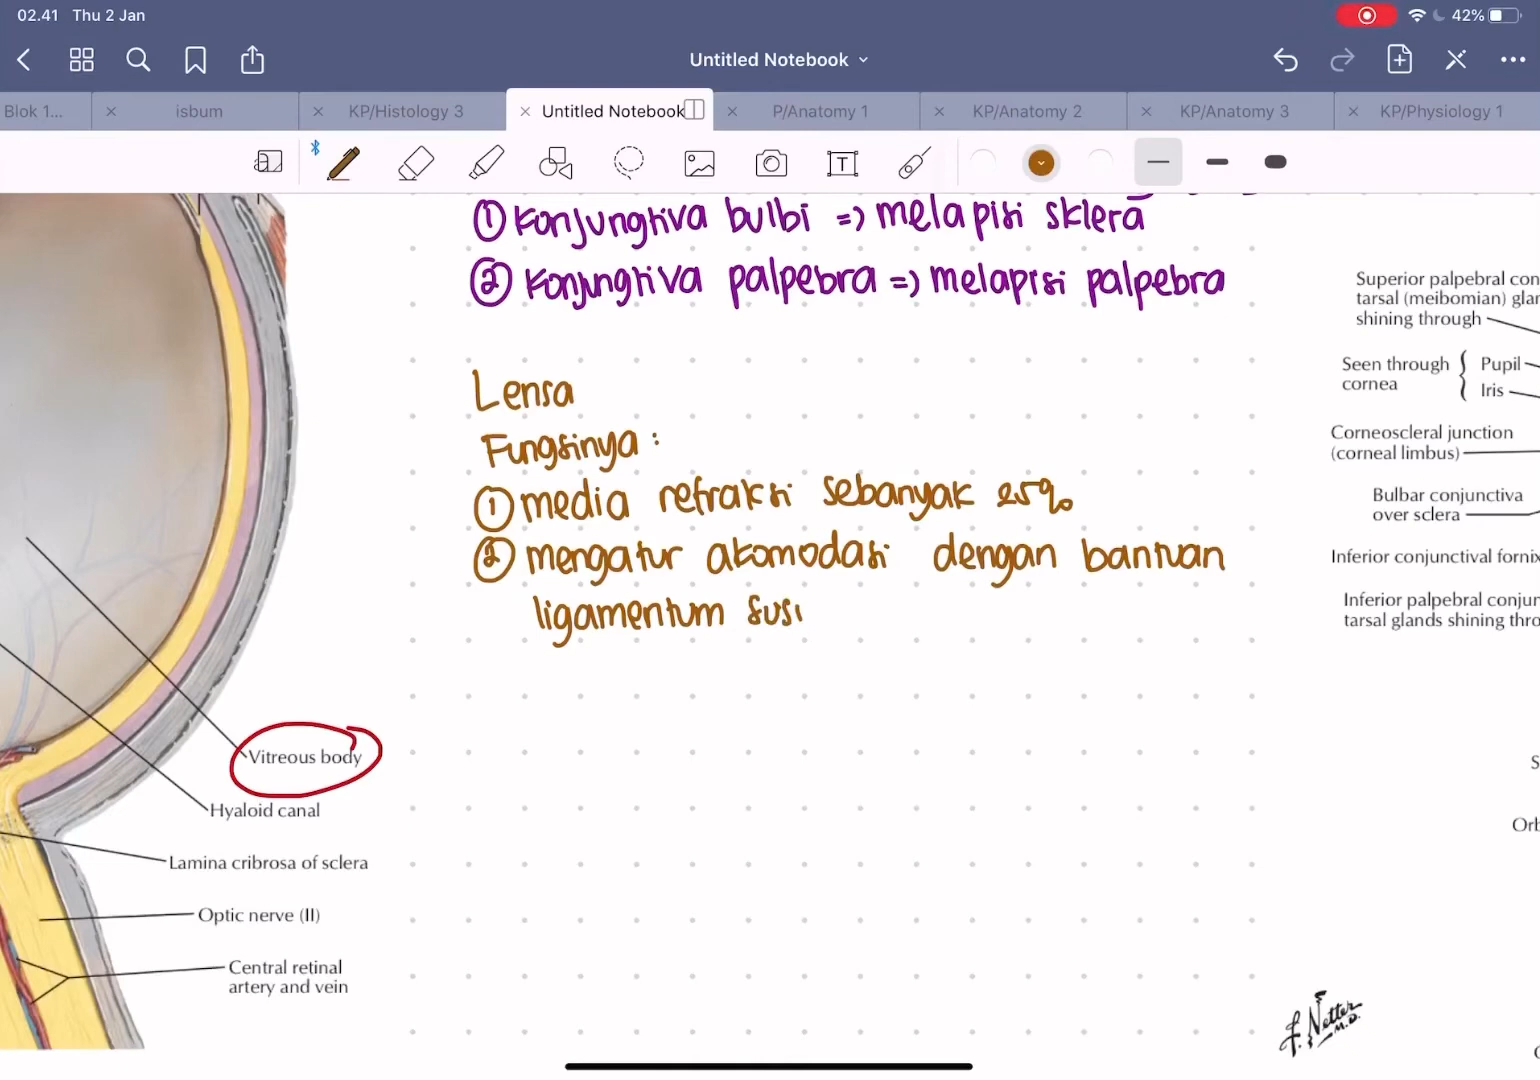 02.41 Thu 2 Jan
42%
Untitled Notebook
Blok 1...
isbum
KP/Histology 3
Untitled Notebook
P/Anatomy 1
KP/Anatomy 2
KP/Anatomy 3
KP/Physiology 1
① Konjungtiva bulbi => melapisi sklera
② Konjungtiva palpebra => melapisi palpebra
Lensa
Fungsinya :
① media refraksi sebanyak 25%
② mengatur akomodasi dengan bantuan
ligamentum susi
Vitreous body
Hyaloid canal
Lamina cribrosa of sclera
Optic nerve (II)
Central retinal
artery and vein
Superior palpebral con
tarsal (meibomian) glan
shining through
Seen through
cornea
Pupil
Iris
Corneoscleral junction
(corneal limbus)
Bulbar conjunctiva
over sclera
Inferior conjunctival fornix
Inferior palpebral conjun
tarsal glands shining thro
S
Orb
F. Netter
M.D.